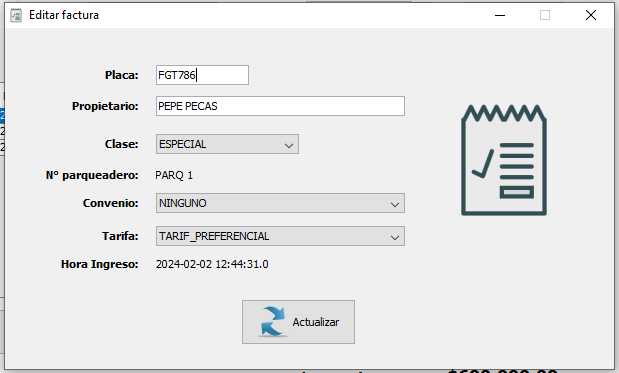 Editar factura
Placa: FGT786
Propietario: PEPE PECAS
Clase: ESPECIAL
N° parqueadero: PARQ 1
Convenio: NINGUNO
Tarifa: TARIF_PREFERENCIAL
Hora Ingreso: 2024-02-02 12:44:31.0
Actualizar